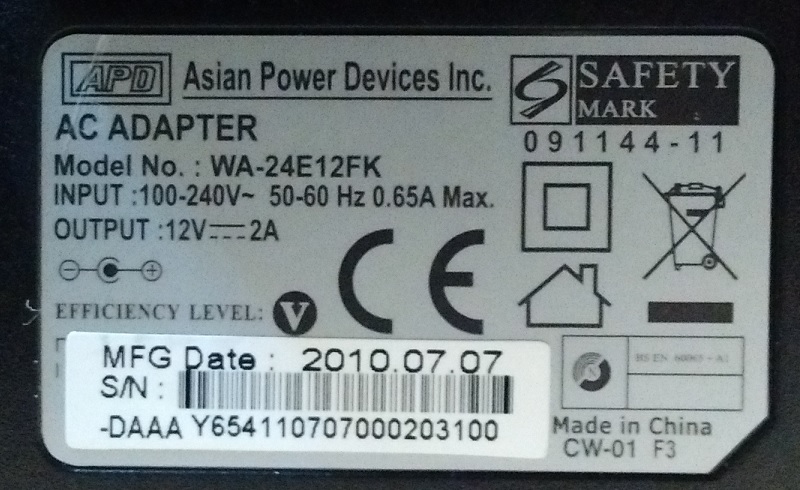 APD Asian Power Devices Inc.
SAFETY
MARK
091144-11
AC ADAPTER
Model No. : WA-24E12FK
INPUT :100-240V~ 50-60 Hz 0.65A Max.
OUTPUT :12V⎓2A
CE
EFFICIENCY LEVEL: V
MFG Date : 2010.07.07
S/N :
-DAAA Y654110707000203100
Made in China
CW-01 F3